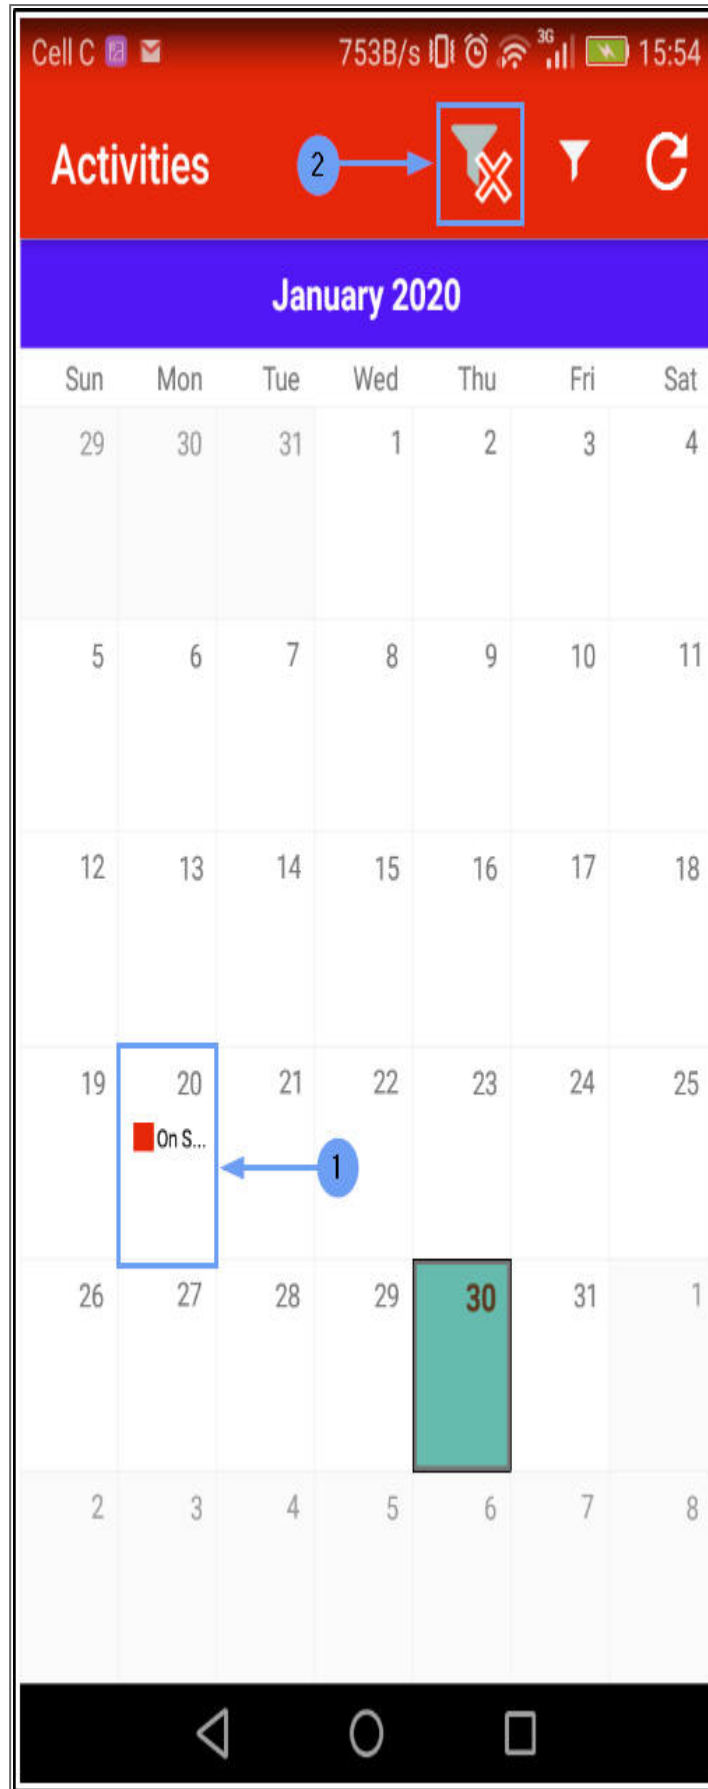 Cell C 753B/s 3G 15:54
Activities 2
January 2020
Sun Mon Tue Wed Thu Fri Sat
29 30 31 1 2 3 4
5 6 7 8 9 10 11
12 13 14 15 16 17 18
19 20 21 22 23 24 25
On S... 1
26 27 28 29 30 31 1
2 3 4 5 6 7 8